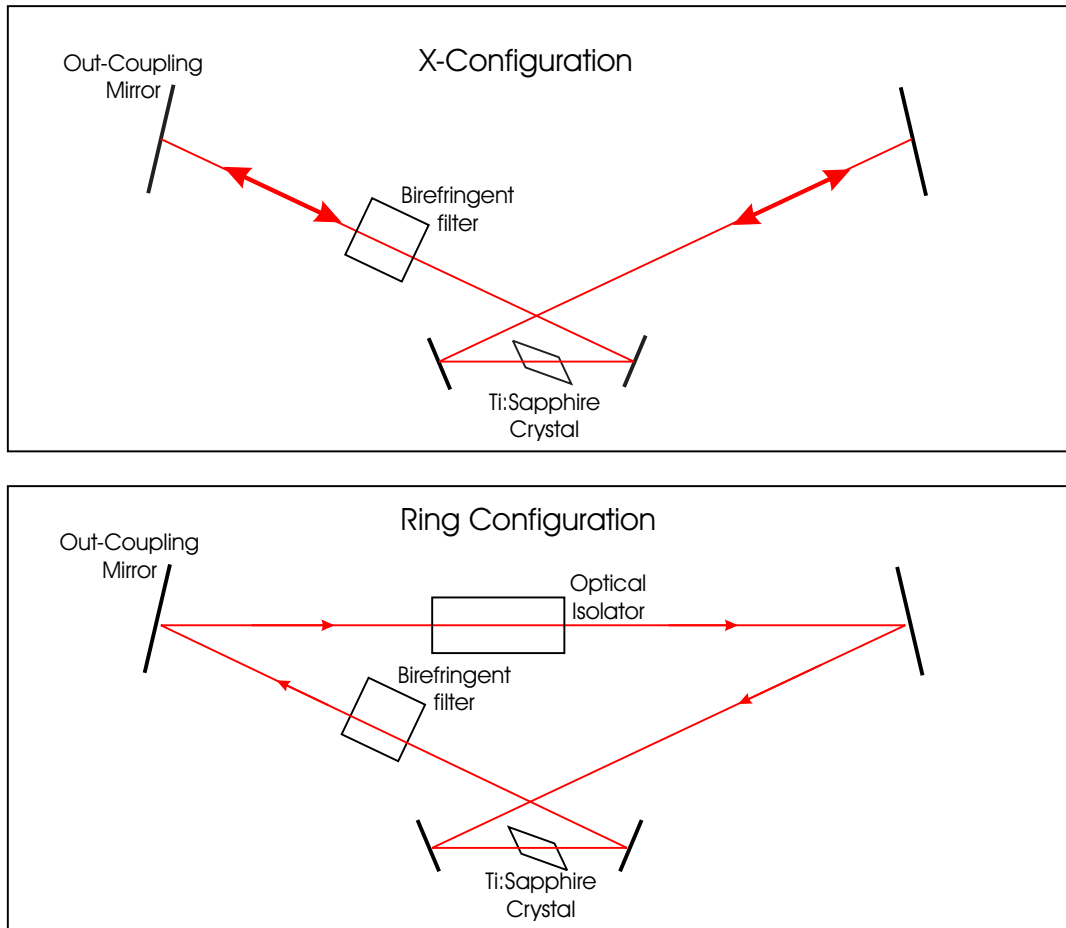 X-Configuration
Out-Coupling
Mirror
Birefringent
filter
Ti:Sapphire
Crystal
Ring Configuration
Out-Coupling
Mirror
Optical
Isolator
Birefringent
filter
Ti:Sapphire
Crystal